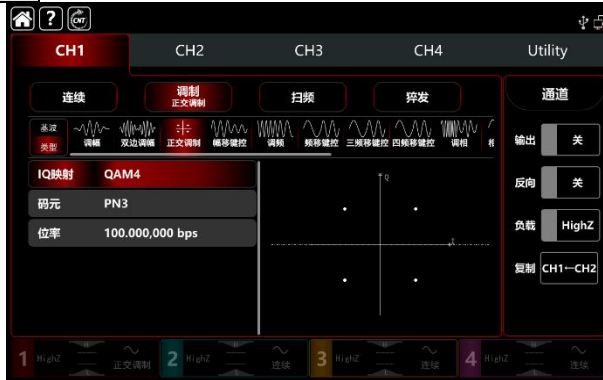 ? CNT
CH1 CH2 CH3 CH4 Utility
连续 调制 扫频 猝发 通道
正交调制
基波
类型 调幅 双边调幅 正交调制 幅移键控 调频 频移键控 三频移键控 四频移键控 调相
输出 关
IQ映射 QAM4
反向 关
码元 PN3
负载 HighZ
位率 100.000,000 bps
复制 CH1←CH2
Q
I
1 HighZ 正交调制 2 HighZ 连续 3 HighZ 连续 4 HighZ 连续